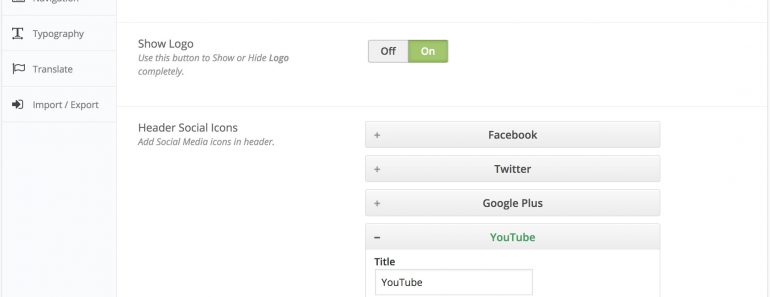 Navigation
Typography
Translate
Import / Export
Show Logo
Use this button to Show or Hide Logo
completely.
Off On
Header Social Icons
Add Social Media icons in header.
+ Facebook
+ Twitter
+ Google Plus
− YouTube
Title
YouTube